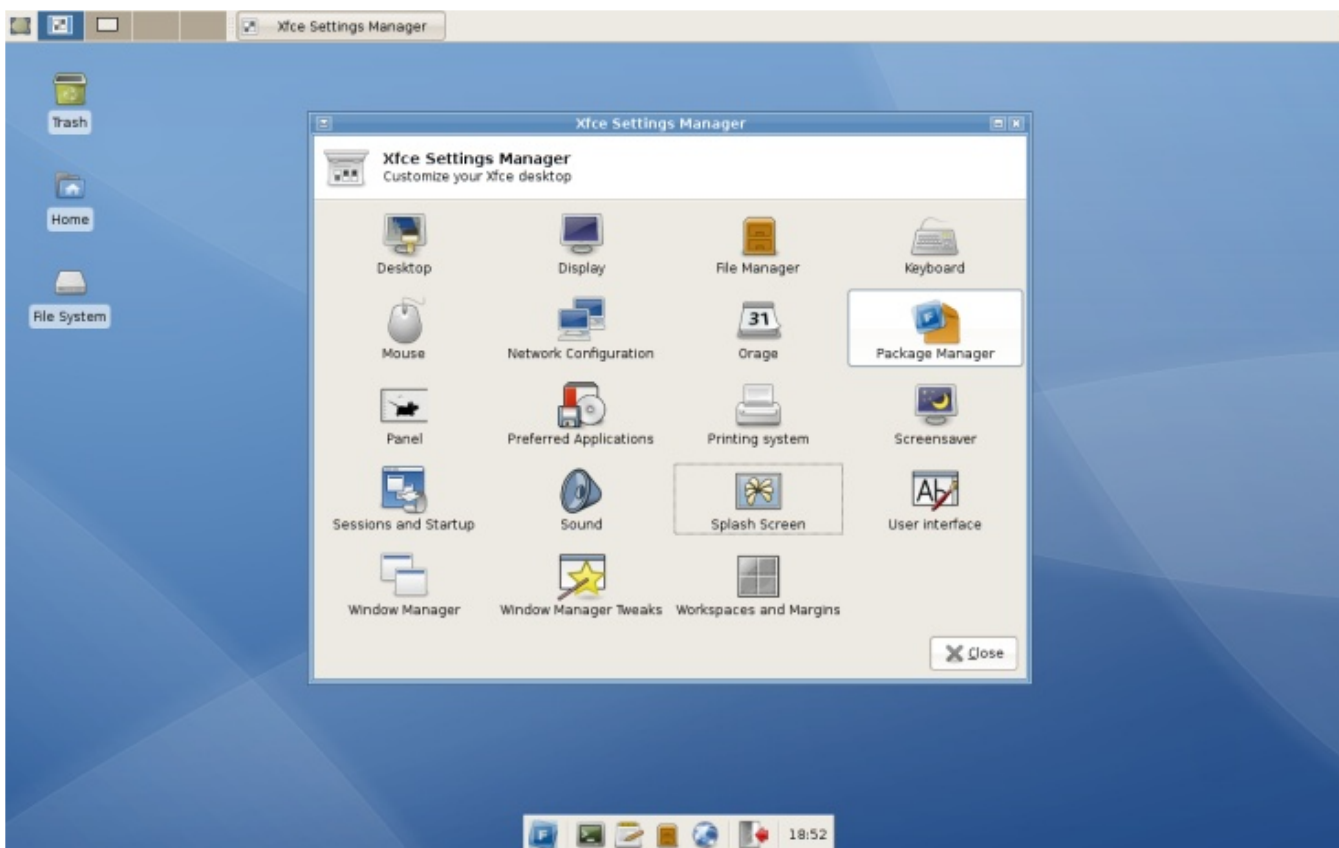 Xfce Settings Manager
Trash
Home
File System
Xfce Settings Manager
Xfce Settings Manager
Customize your Xfce desktop
Desktop
Display
File Manager
Keyboard
Mouse
Network Configuration
31
Orage
Package Manager
Panel
Preferred Applications
Printing system
Screensaver
Sessions and Startup
Sound
Splash Screen
User interface
Window Manager
Window Manager Tweaks
Workspaces and Margins
Close
18:52